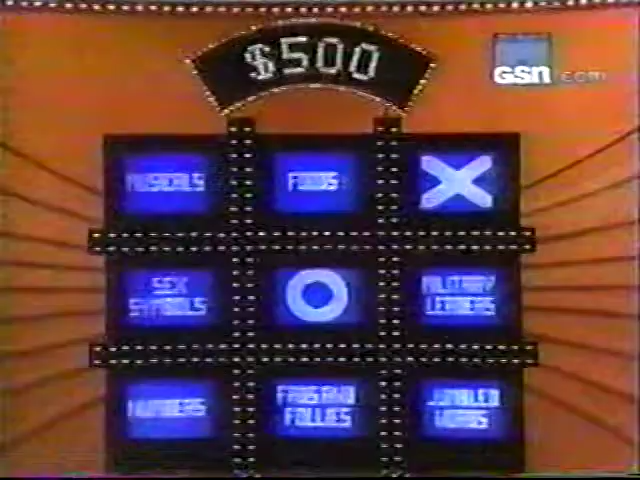 $500
GSN.com
MUSICALS
FOODS
X
SEX
SYMBOLS
O
MILITARY
LEADERS
NUMBERS
FADS AND
FOLLIES
JUMBLED
WORDS